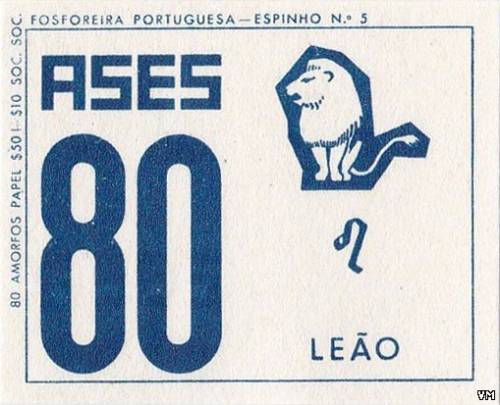 FOSFOREIRA PORTUGUESA — ESPINHO N.º 5
80 AMORFOS PAPEL $50 I— $10 SOC. SOC.
ASES
80
♌
LEÃO
VM